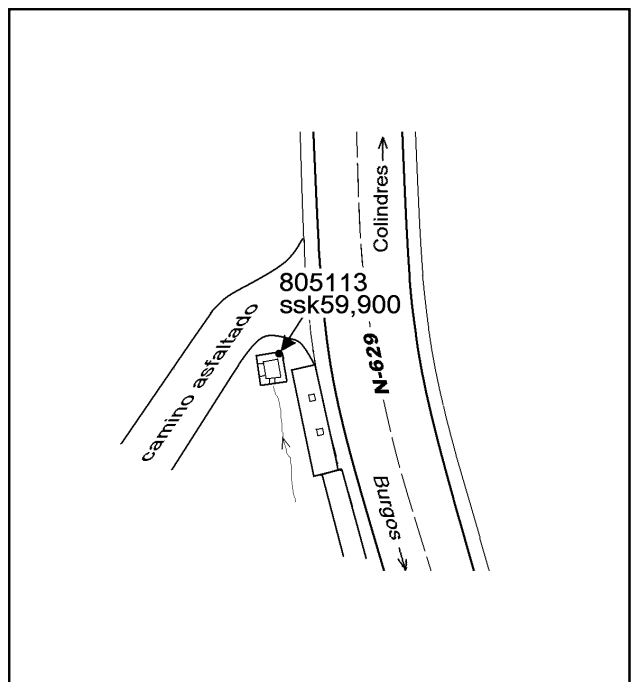 Colindres
805113
ssk59,900
camino asfaltado
N-629
Burgos